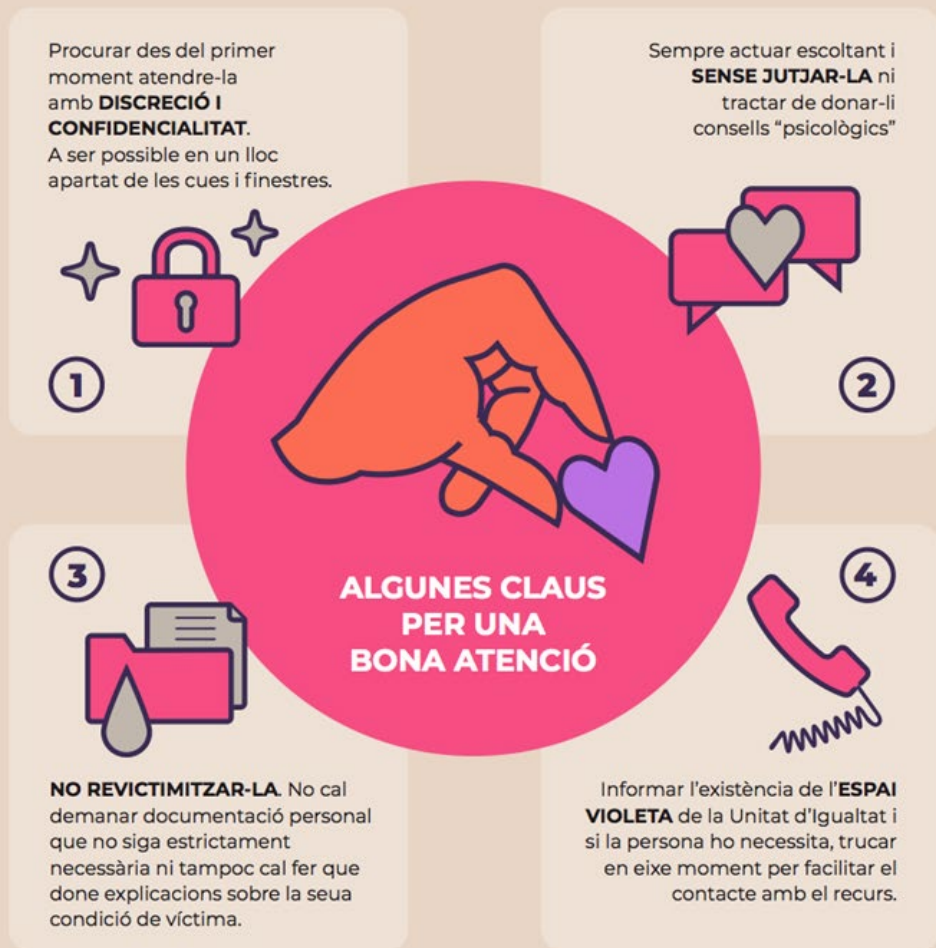 Procurar des del primer
moment atendre-la
amb DISCRECIÓ I
CONFIDENCIALITAT.
A ser possible en un lloc
apartat de les cues i finestres.
1
Sempre actuar escoltant i
SENSE JUTJAR-LA ni
tractar de donar-li
consells “psicològics”
2
ALGUNES CLAUS
PER UNA
BONA ATENCIÓ
3
NO REVICTIMITZAR-LA. No cal
demanar documentació personal
que no siga estrictament
necessària ni tampoc cal fer que
done explicacions sobre la seua
condició de víctima.
4
Informar l’existència de l’ESPAI
VIOLETA de la Unitat d’Igualtat i
si la persona ho necessita, trucar
en eixe moment per facilitar el
contacte amb el recurs.